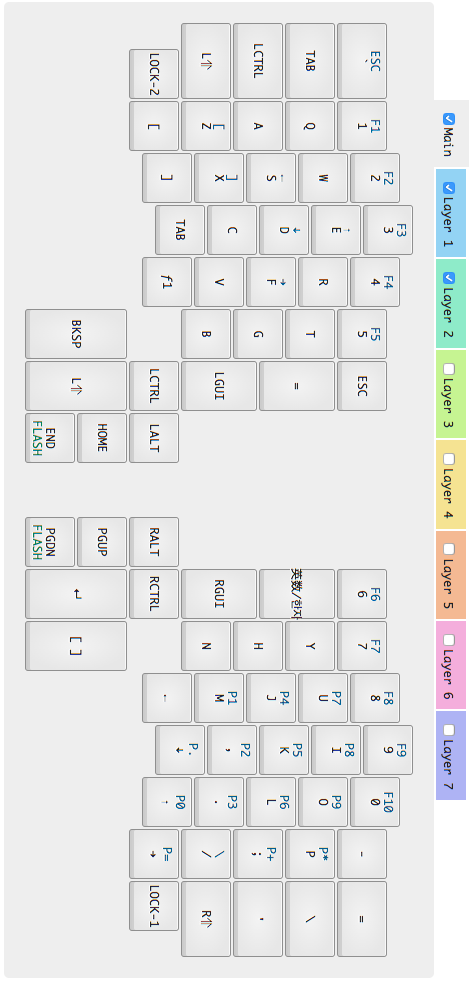 Main
Layer 1
Layer 2
Layer 3
Layer 4
Layer 5
Layer 6
Layer 7
ESC
`
F1
1
F2
2
F3
3
F4
4
F5
5
ESC
F6
6
F7
7
F8
8
F9
9
F10
0
-
=
TAB
Q
W
↑
E
R
T
=
英数/한자
Y
P7
U
P8
I
P9
O
P*
P
\
LCTRL
A
←
S
↓
D
→
F
G
H
P4
J
P5
K
P6
L
P+
;
'
L⇧
[
Z
]
X
C
V
B
LGUI
RGUI
N
P1
M
P2
,
P3
.
\
/
R⇧
LOCK-2
[
]
TAB
ƒ1
LCTRL
LALT
RALT
RCTRL
←
P.
↓
P0
↑
P=
→
LOCK-1
BKSP
L⇧
HOME
END
FLASH
PGUP
PGDN
FLASH
↵
[ ]